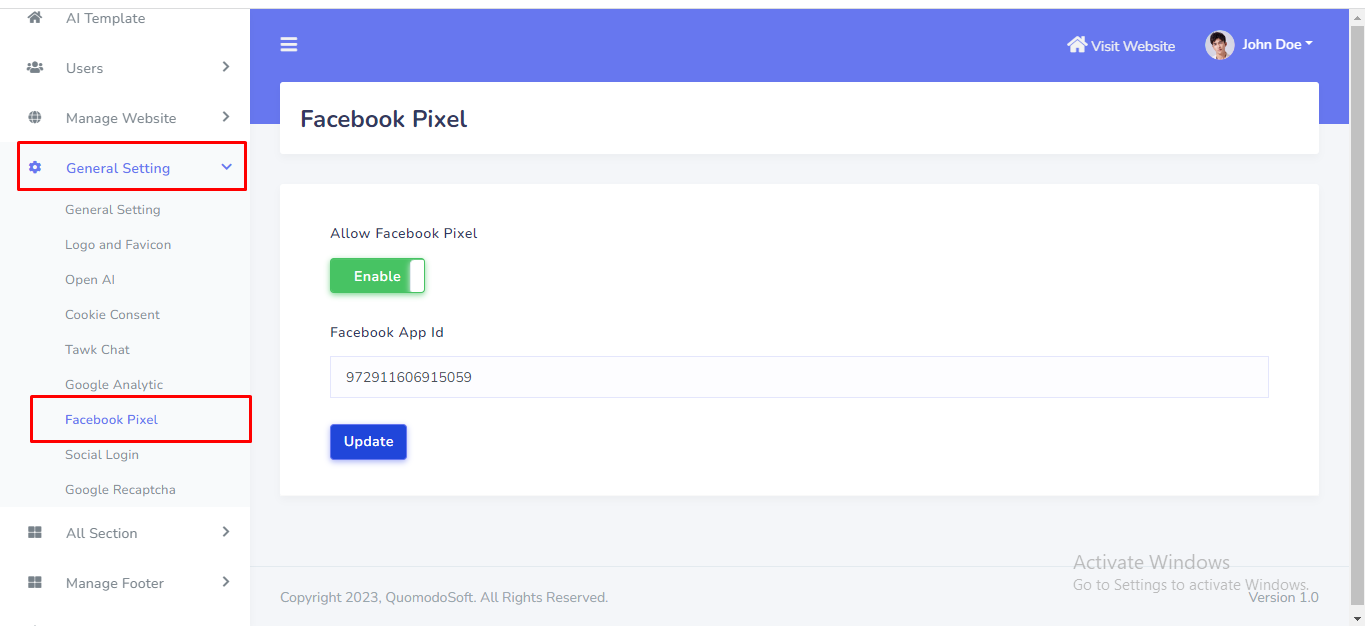 AI Template
Users
Manage Website
General Setting
General Setting
Logo and Favicon
Open AI
Cookie Consent
Tawk Chat
Google Analytic
Facebook Pixel
Social Login
Google Recaptcha
All Section
Manage Footer
Visit Website
John Doe
Facebook Pixel
Allow Facebook Pixel
Enable
Facebook App Id
972911606915059
Update
Activate Windows
Go to Settings to activate Windows.
Copyright 2023, QuomodoSoft. All Rights Reserved.
Version 1.0